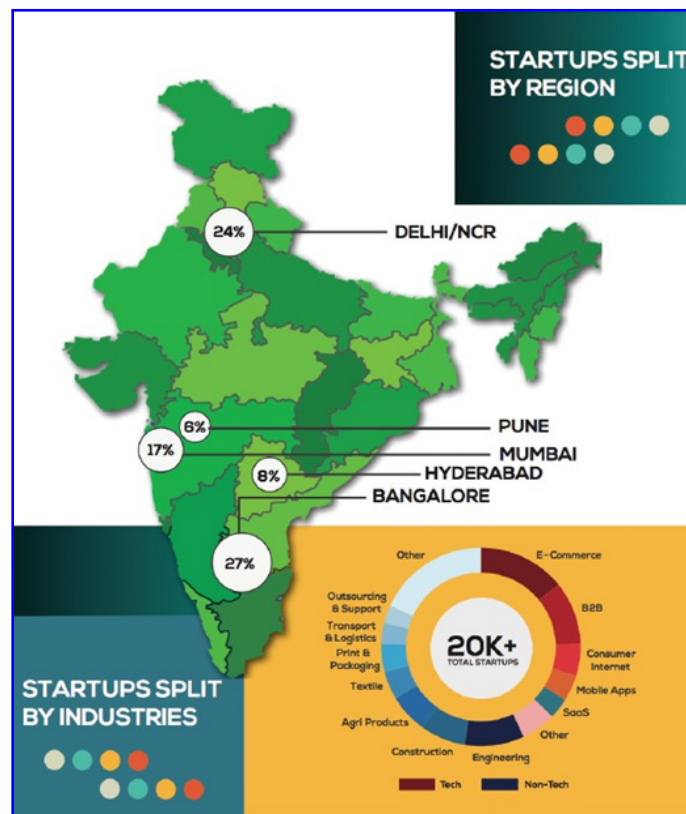 STARTUPS SPLIT
BY REGION
24%
DELHI/NCR
6%
PUNE
17%
MUMBAI
8%
HYDERABAD
BANGALORE
27%
STARTUPS SPLIT
BY INDUSTRIES
Other
E-Commerce
Outsourcing
& Support
B2B
Transport
& Logistics
Print &
Packaging
Consumer
Internet
Textile
Mobile Apps
SaaS
Agri Products
Other
Construction
Engineering
20K+
TOTAL STARTUPS
Tech
Non-Tech